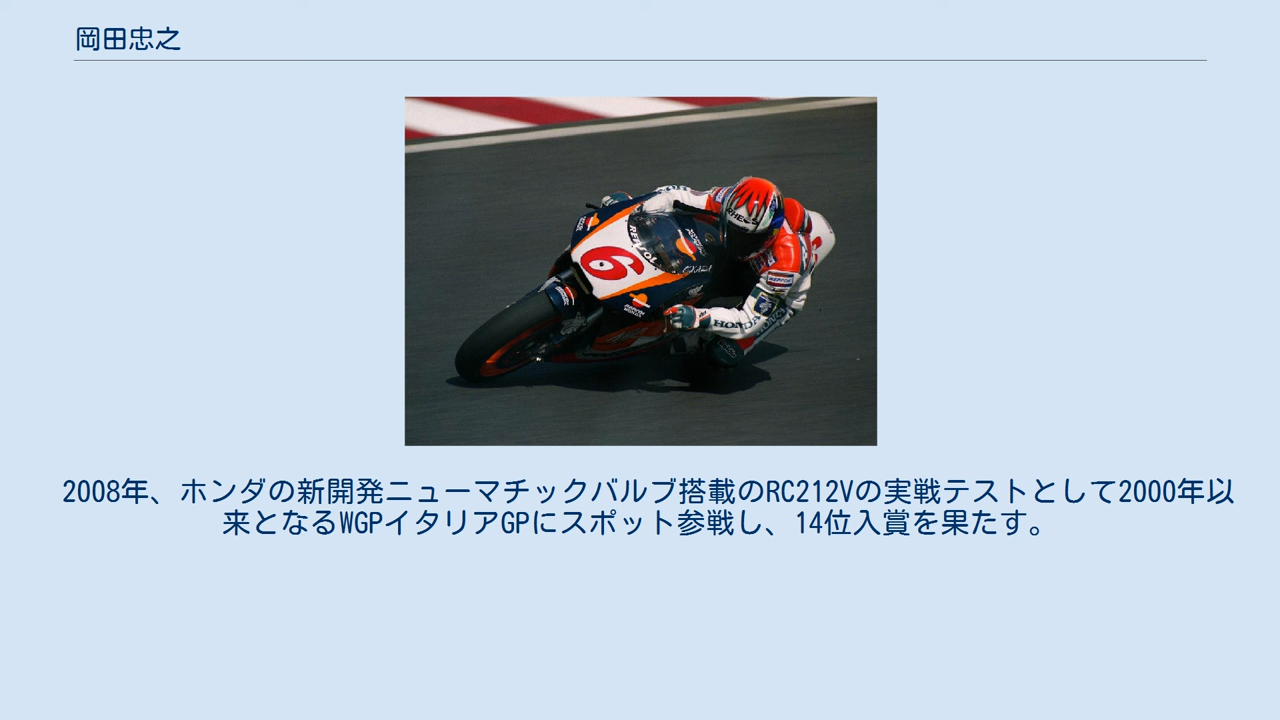 岡田忠之
ARAI
REPSOL
6
HONDA
2008年、ホンダの新開発ニューマチックバルブ搭載のRC212Vの実戦テストとして2000年以
来となるWGPイタリアGPにスポット参戦し、14位入賞を果たす。